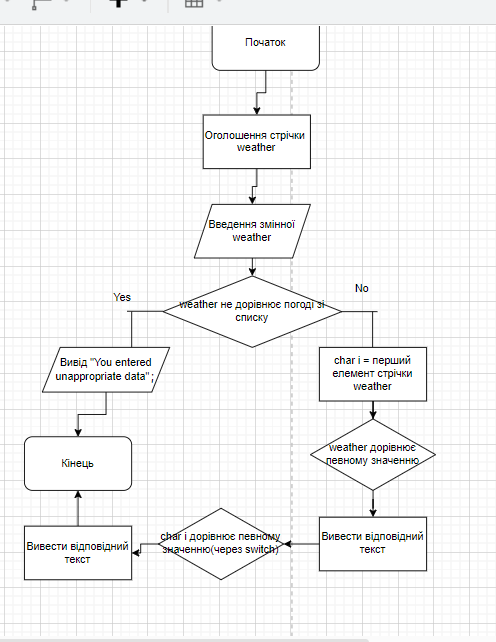 Початок
Оголошення стрічки
weather
Введення змінної
weather
Yes
No
weather не дорівнює погоді зі
списку
Вивід "You entered
unappropriate data" ;
char i = перший
елемент стрічки
weather
weather дорівнює
певному значенню
Кінець
Вивести відповідний
текст
char i дорівнює певному
значенню(через switch)
Вивести відповідний
текст